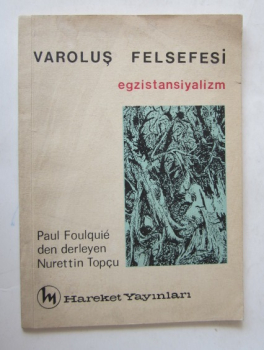 VAROLUŞ FELSEFESİ
egzistansiyalizm
Paul Foulquié
den derleyen
Nurettin Topçu
Hareket Yayınları